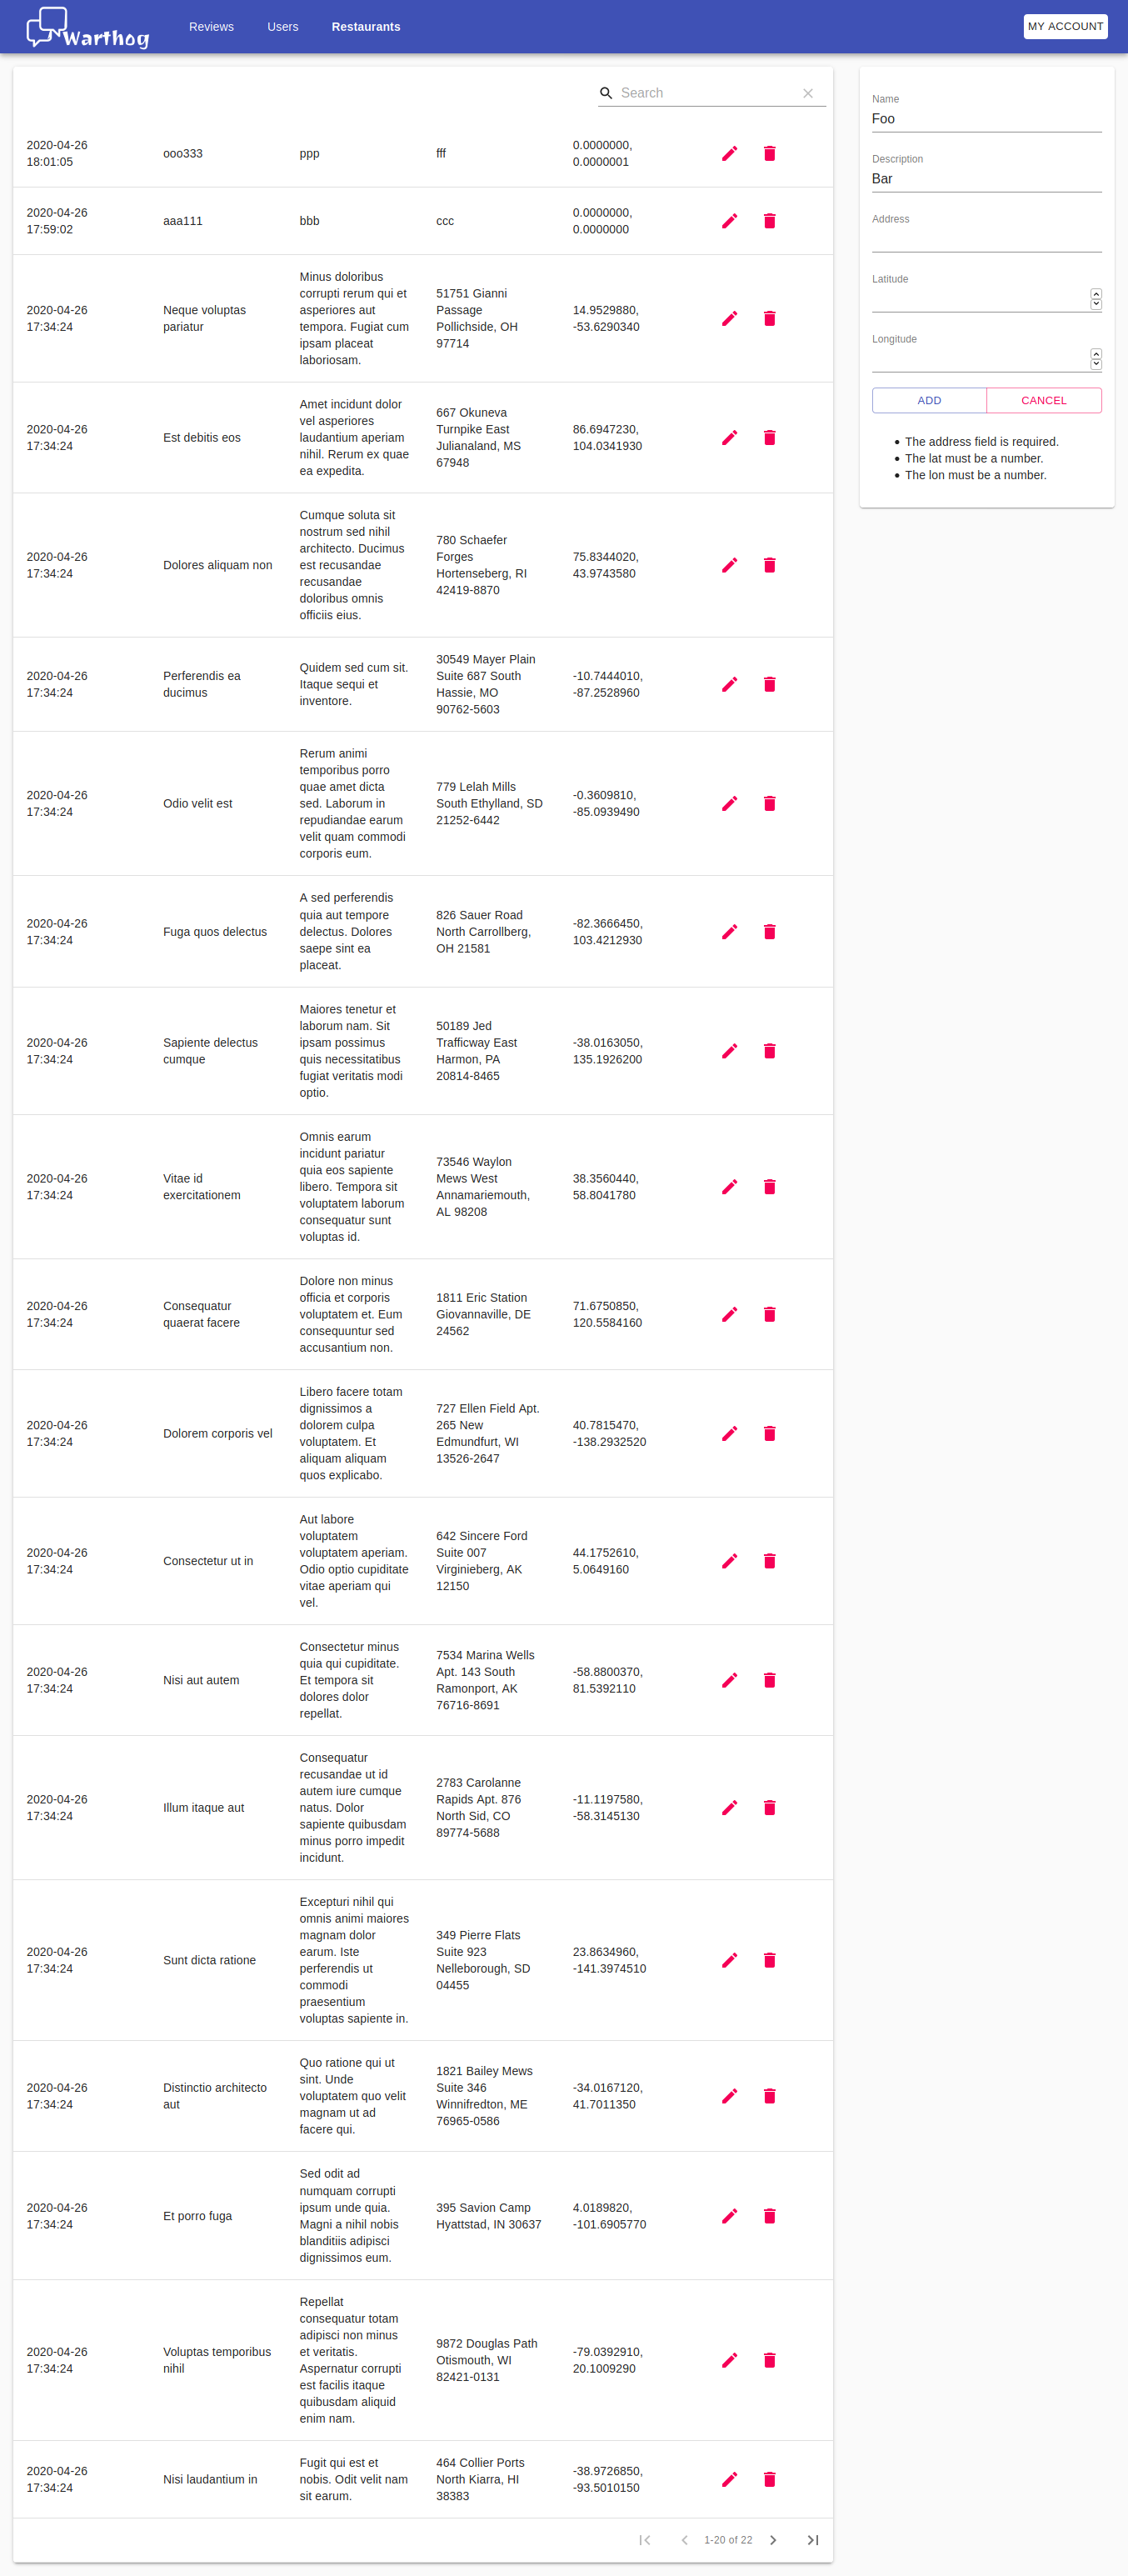 Warthog
Reviews Users Restaurants
MY ACCOUNT
Search
2020-04-26
18:01:05
ooo333
ppp
fff
0.0000000,
0.0000001
2020-04-26
17:59:02
aaa111
bbb
ccc
0.0000000,
0.0000000
2020-04-26
17:34:24
Neque voluptas
pariatur
Minus doloribus
corrupti rerum qui et
asperiores aut
tempora. Fugiat cum
ipsam placeat
laboriosam.
51751 Gianni
Passage
Pollichside, OH
97714
14.9529880,
-53.6290340
2020-04-26
17:34:24
Est debitis eos
Amet incidunt dolor
vel asperiores
laudantium aperiam
nihil. Rerum ex quae
ea expedita.
667 Okuneva
Turnpike East
Julianaland, MS
67948
86.6947230,
104.0341930
2020-04-26
17:34:24
Dolores aliquam non
Cumque soluta sit
nostrum sed nihil
architecto. Ducimus
est recusandae
recusandae
doloribus omnis
officiis eius.
780 Schaefer
Forges
Hortenseberg, RI
42419-8870
75.8344020,
43.9743580
2020-04-26
17:34:24
Perferendis ea
ducimus
Quidem sed cum sit.
Itaque sequi et
inventore.
30549 Mayer Plain
Suite 687 South
Hassie, MO
90762-5603
-10.7444010,
-87.2528960
2020-04-26
17:34:24
Odio velit est
Rerum animi
temporibus porro
quae amet dicta
sed. Laborum in
repudiandae earum
velit quam commodi
corporis eum.
779 Lelah Mills
South Ethylland, SD
21252-6442
-0.3609810,
-85.0939490
2020-04-26
17:34:24
Fuga quos delectus
A sed perferendis
quia aut tempore
delectus. Dolores
saepe sint ea
placeat.
826 Sauer Road
North Carrollberg,
OH 21581
-82.3666450,
103.4212930
2020-04-26
17:34:24
Sapiente delectus
cumque
Maiores tenetur et
laborum nam. Sit
ipsam possimus
quis necessitatibus
fugiat veritatis modi
optio.
50189 Jed
Trafficway East
Harmon, PA
20814-8465
-38.0163050,
135.1926200
2020-04-26
17:34:24
Vitae id
exercitationem
Omnis earum
incidunt pariatur
quia eos sapiente
libero. Tempora sit
voluptatem laborum
consequatur sunt
voluptas id.
73546 Waylon
Mews West
Annamariemouth,
AL 98208
38.3560440,
58.8041780
2020-04-26
17:34:24
Consequatur
quaerat facere
Dolore non minus
officia et corporis
voluptatem et. Eum
consequuntur sed
accusantium non.
1811 Eric Station
Giovannaville, DE
24562
71.6750850,
120.5584160
2020-04-26
17:34:24
Dolorem corporis vel
Libero facere totam
dignissimos a
dolorem culpa
voluptatem. Et
aliquam aliquam
quos explicabo.
727 Ellen Field Apt.
265 New
Edmundfurt, WI
13526-2647
40.7815470,
-138.2932520
2020-04-26
17:34:24
Consectetur ut in
Aut labore
voluptatem
voluptatem aperiam.
Odio optio cupiditate
vitae aperiam qui
vel.
642 Sincere Ford
Suite 007
Virginieberg, AK
12150
44.1752610,
5.0649160
2020-04-26
17:34:24
Nisi aut autem
Consectetur minus
quia qui cupiditate.
Et tempora sit
dolores dolor
repellat.
7534 Marina Wells
Apt. 143 South
Ramonport, AK
76716-8691
-58.8800370,
81.5392110
2020-04-26
17:34:24
Illum itaque aut
Consequatur
recusandae ut id
autem iure cumque
natus. Dolor
sapiente quibusdam
minus porro impedit
incidunt.
2783 Carolanne
Rapids Apt. 876
North Sid, CO
89774-5688
-11.1197580,
-58.3145130
2020-04-26
17:34:24
Sunt dicta ratione
Excepturi nihil qui
omnis animi maiores
magnam dolor
earum. Iste
perferendis ut
commodi
praesentium
voluptas sapiente in.
349 Pierre Flats
Suite 923
Nelleborough, SD
04455
23.8634960,
-141.3974510
2020-04-26
17:34:24
Distinctio architecto
aut
Quo ratione qui ut
sint. Unde
voluptatem quo velit
magnam ut ad
facere qui.
1821 Bailey Mews
Suite 346
Winnifredton, ME
76965-0586
-34.0167120,
41.7011350
2020-04-26
17:34:24
Et porro fuga
Sed odit ad
numquam corrupti
ipsum unde quia.
Magni a nihil nobis
blanditiis adipisci
dignissimos eum.
395 Savion Camp
Hyattstad, IN 30637
4.0189820,
-101.6905770
2020-04-26
17:34:24
Voluptas temporibus
nihil
Repellat
consequatur totam
adipisci non minus
et veritatis.
Aspernatur corrupti
est facilis itaque
quibusdam aliquid
enim nam.
9872 Douglas Path
Otismouth, WI
82421-0131
-79.0392910,
20.1009290
2020-04-26
17:34:24
Nisi laudantium in
Fugit qui est et
nobis. Odit velit nam
sit earum.
464 Collier Ports
North Kiarra, HI
38383
-38.9726850,
-93.5010150
1-20 of 22
Name
Foo
Description
Bar
Address
Latitude
Longitude
ADD CANCEL
• The address field is required.
• The lat must be a number.
• The lon must be a number.